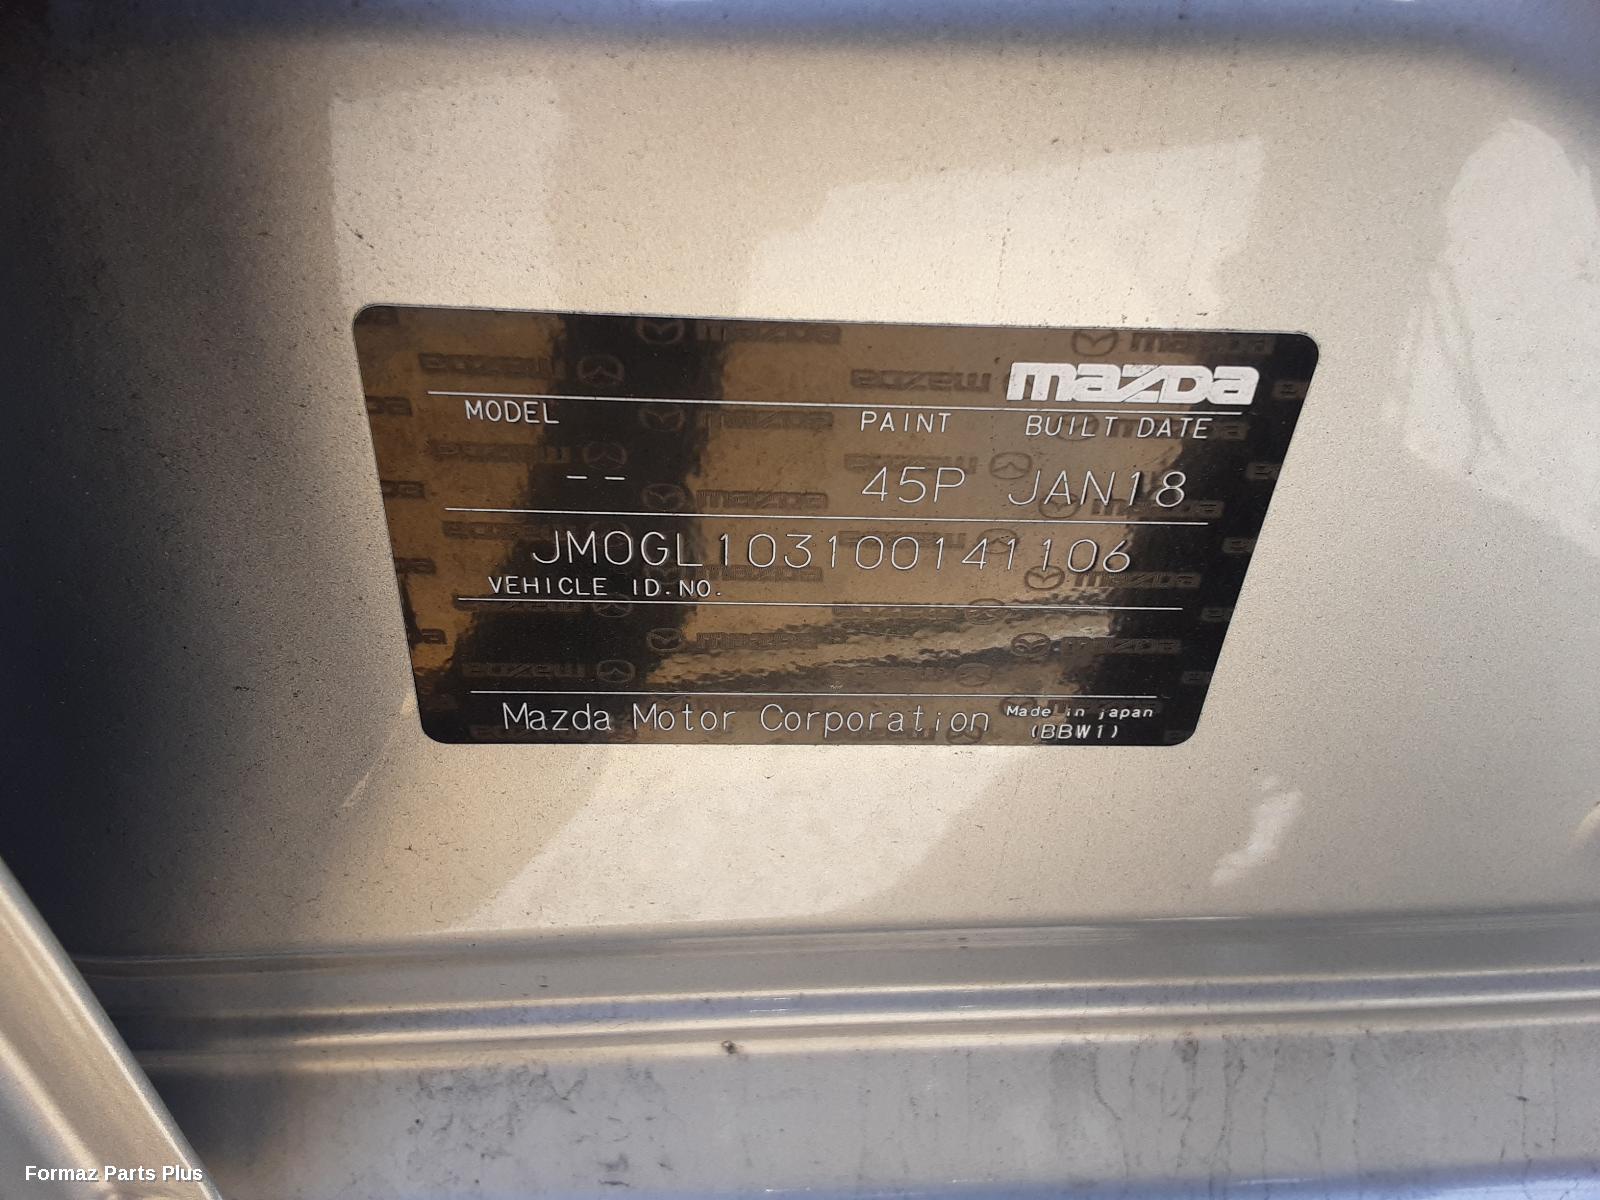 mazda
MODEL PAINT BUILT DATE
-- 45P JAN18
JM0GL103100141106
VEHICLE ID.NO.
Mazda Motor Corporation Made in Japan
(BBW1)
Formaz Parts Plus